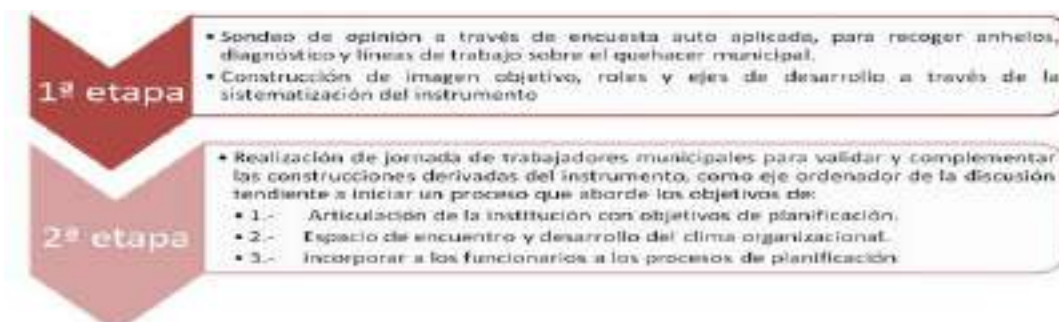 1ª etapa
• Sondeo de opinión a través de encuesta auto aplicada, para recoger anhelos,
diagnóstico y líneas de trabajo sobre el quehacer municipal.
• Construcción de imagen objetivo, roles y ejes de desarrollo a través de la
sistematización del instrumento
2ª etapa
• Realización de jornada de trabajadores municipales para validar y complementar
las construcciones derivadas del instrumento, como eje ordenador de la discusión
tendiente a iniciar un proceso que aborde los objetivos de:
• 1.- Articulación de la institución con objetivos de planificación.
• 2.- Espacio de encuentro y desarrollo del clima organizacional.
• 3.- Incorporar a los funcionarios a los procesos de planificación